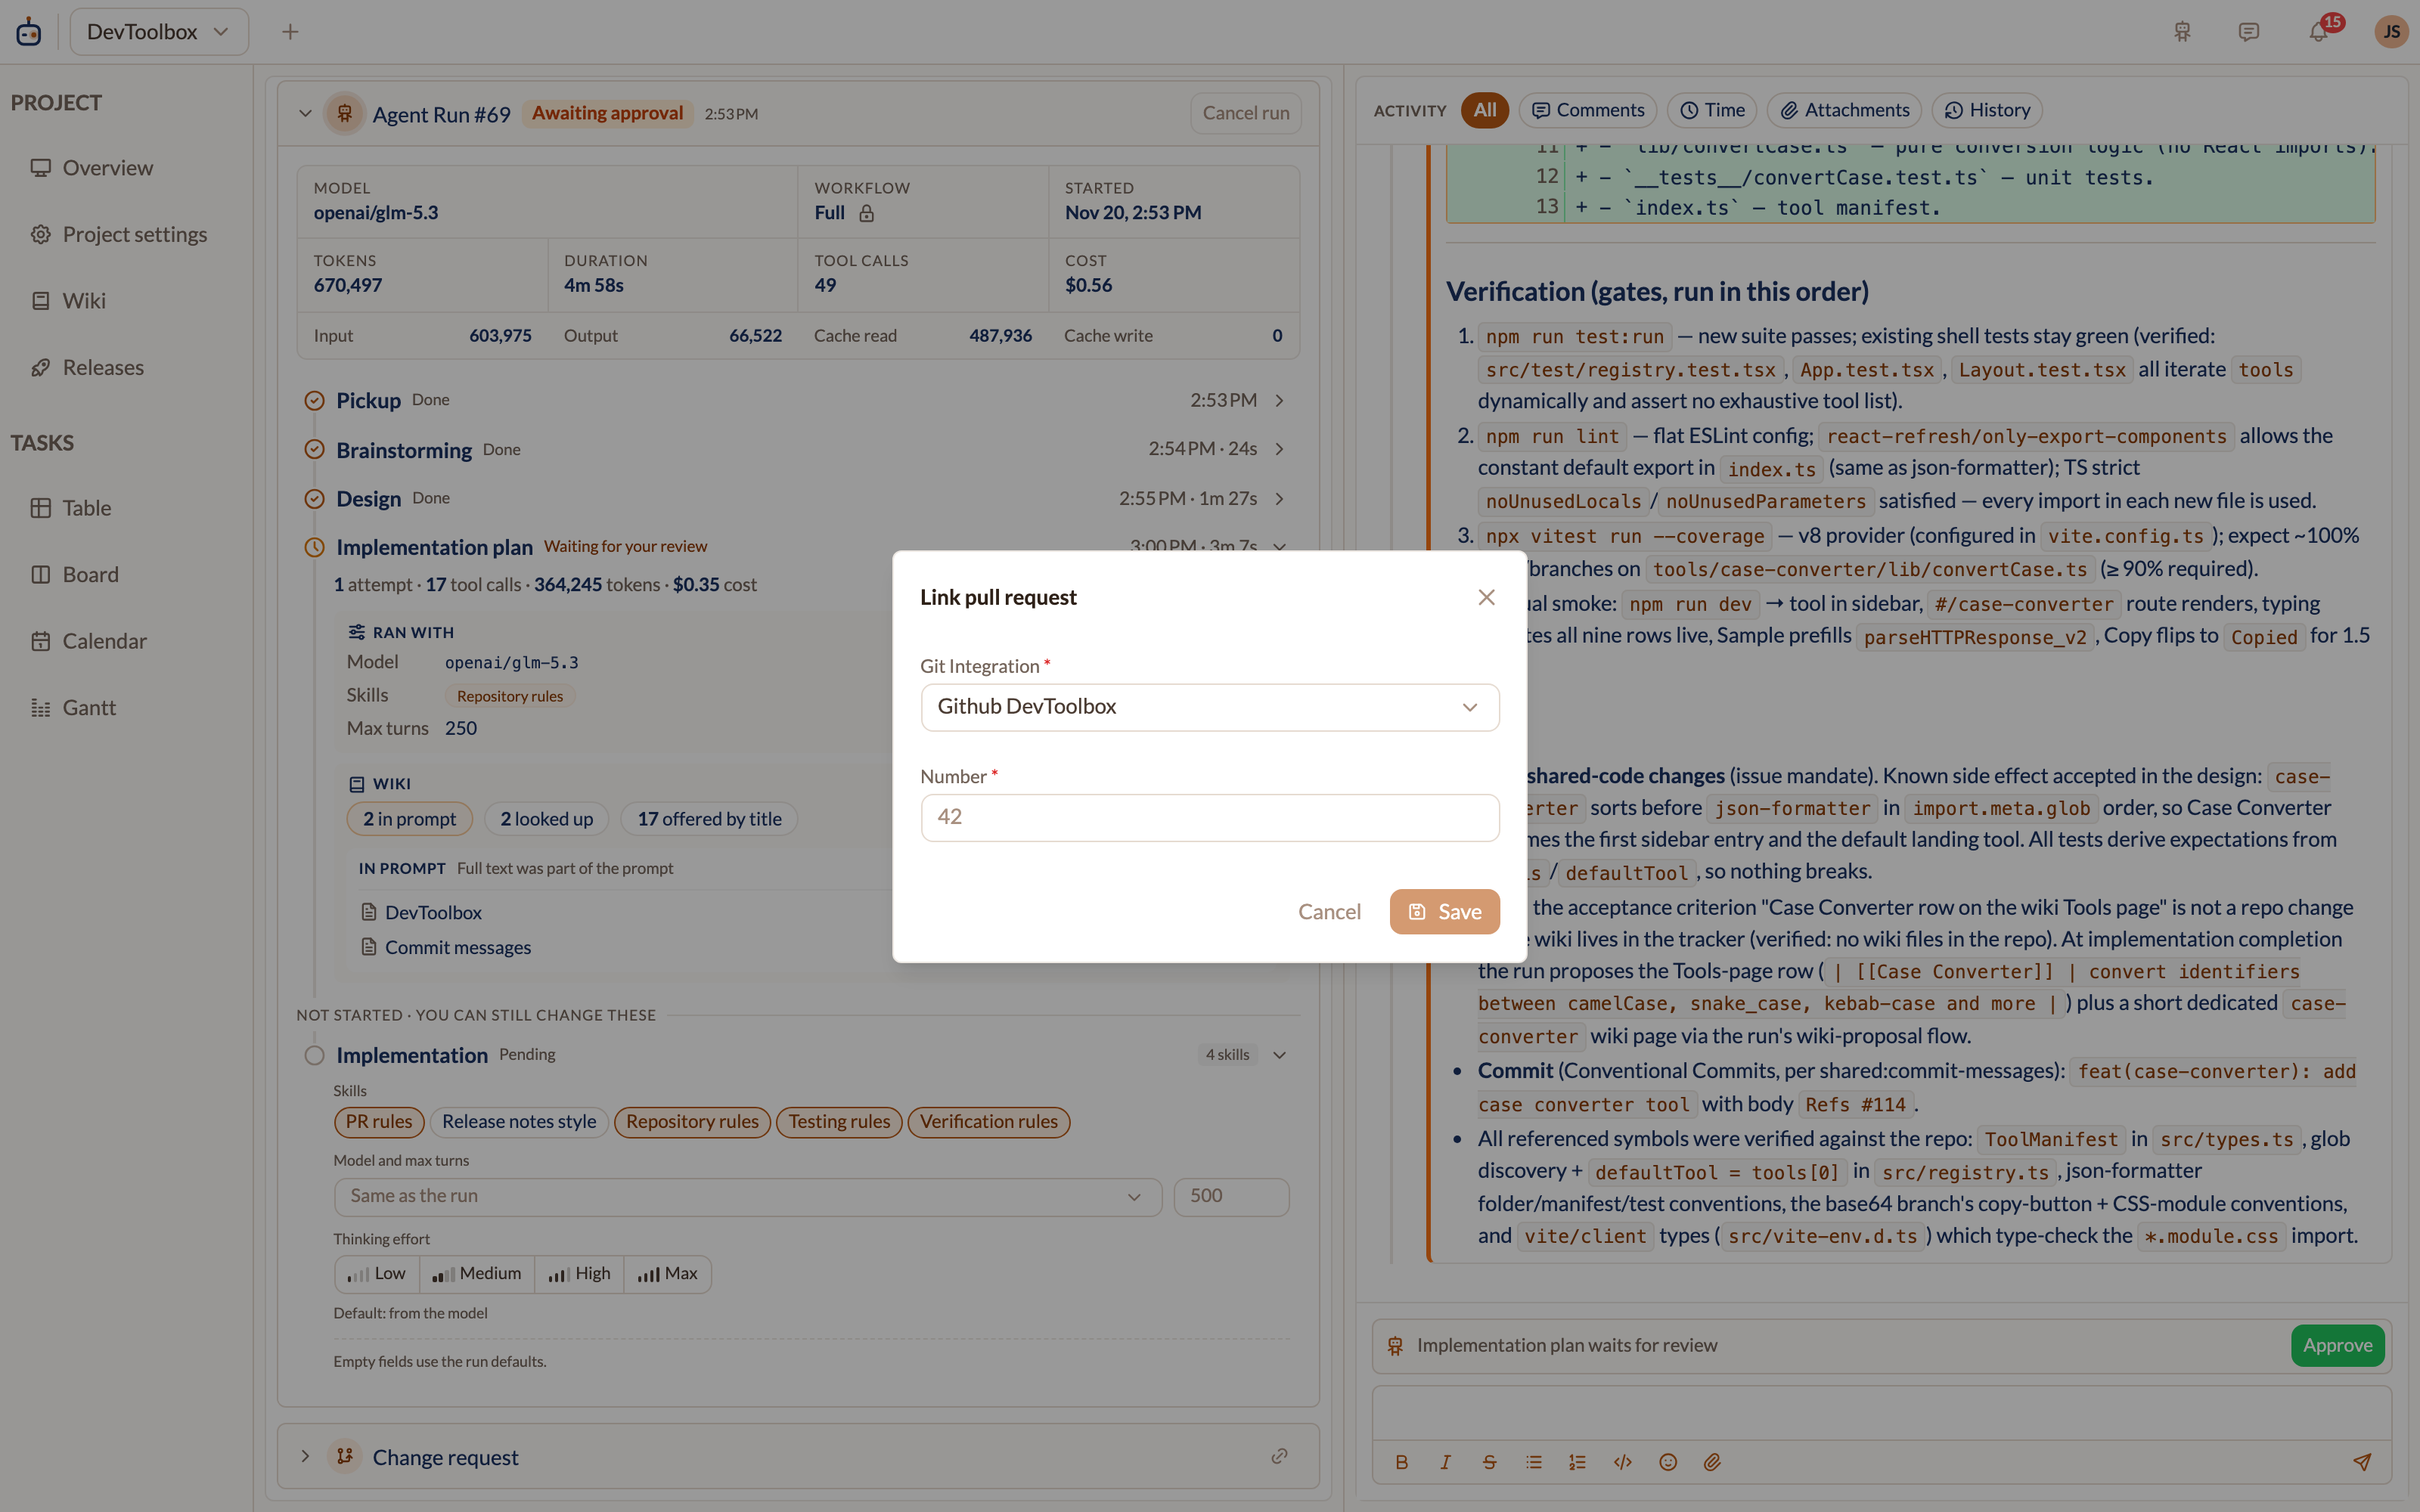 DevToolbox
15
JS
PROJECT
Overview
Project settings
Wiki
Releases
TASKS
Table
Board
Calendar
Gantt
Agent Run #69 Awaiting approval 2:53 PM
Cancel run
MODEL
openai/glm-5.3
WORKFLOW
Full
STARTED
Nov 20, 2:53 PM
TOKENS
670,497
DURATION
4m 58s
TOOL CALLS
49
COST
$0.56
Input 603,975 Output 66,522 Cache read 487,936 Cache write 0
Pickup Done 2:53 PM
Brainstorming Done 2:54 PM · 24s
Design Done 2:55 PM · 1m 27s
Implementation plan Waiting for your review 3:00 PM · 3m 7s
1 attempt · 17 tool calls · 364,245 tokens · $0.35 cost
RAN WITH
Model openai/glm-5.3
Skills Repository rules
Max turns 250
WIKI
2 in prompt 2 looked up 17 offered by title
IN PROMPT Full text was part of the prompt
DevToolbox
Commit messages
NOT STARTED · YOU CAN STILL CHANGE THESE
Implementation Pending 4 skills
Skills
PR rules Release notes style Repository rules Testing rules Verification rules
Model and max turns
Same as the run 500
Thinking effort
Low Medium High Max
Default: from the model
Empty fields use the run defaults.
Change request
Link pull request
Git Integration *
Github DevToolbox
Number *
42
Cancel Save
ACTIVITY All Comments Time Attachments History
11 + - `lib/convertCase.ts` — pure conversion logic (no React imports).
12 + - `__tests__/convertCase.test.ts` — unit tests.
13 + - `index.ts` — tool manifest.
Verification (gates, run in this order)
1. npm run test:run — new suite passes; existing shell tests stay green (verified:
src/test/registry.test.tsx, App.test.tsx, Layout.test.tsx all iterate tools
dynamically and assert no exhaustive tool list).
2. npm run lint — flat ESLint config; react-refresh/only-export-components allows the
constant default export in index.ts (same as json-formatter); TS strict
noUnusedLocals/noUnusedParameters satisfied — every import in each new file is used.
3. npx vitest run --coverage — v8 provider (configured in vite.config.ts); expect ~100%
/branches on tools/case-converter/lib/convertCase.ts (≥ 90% required).
smoke: npm run dev → tool in sidebar, #/case-converter route renders, typing
all nine rows live, Sample prefills parseHTTPResponse_v2, Copy flips to Copied for 1.5
shared-code changes (issue mandate). Known side effect accepted in the design: case-
sorts before json-formatter in import.meta.glob order, so Case Converter
the first sidebar entry and the default landing tool. All tests derive expectations from
/defaultTool, so nothing breaks.
the acceptance criterion "Case Converter row on the wiki Tools page" is not a repo change
wiki lives in the tracker (verified: no wiki files in the repo). At implementation completion
the run proposes the Tools-page row (| [[Case Converter]] | convert identifiers
between camelCase, snake_case, kebab-case and more |) plus a short dedicated case-
converter wiki page via the run's wiki-proposal flow.
• Commit (Conventional Commits, per shared:commit-messages): feat(case-converter): add
case converter tool with body Refs #114.
• All referenced symbols were verified against the repo: ToolManifest in src/types.ts, glob
discovery + defaultTool = tools[0] in src/registry.ts, json-formatter
folder/manifest/test conventions, the base64 branch's copy-button + CSS-module conventions,
and vite/client types (src/vite-env.d.ts) which type-check the *.module.css import.
Implementation plan waits for review
Approve